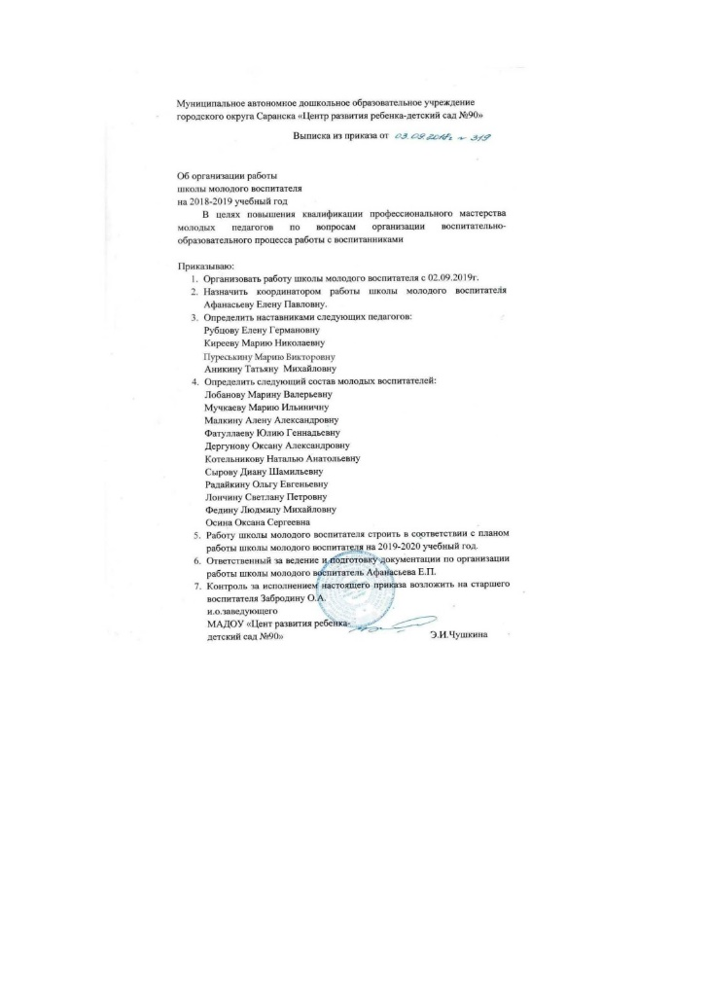 Муниципальное автономное дошкольное образовательное учреждение
городского округа Саранска «Центр развития ребенка-детский сад №90»
Выписка из приказа от 03.09.2018г № 319
Об организации работы
школы молодого воспитателя
на 2018-2019 учебный год
В целях повышения квалификации профессионального мастерства
молодых педагогов по вопросам организации воспитательно-
образовательного процесса работы с воспитанниками
Приказываю:
1. Организовать работу школы молодого воспитателя с 02.09.2019г.
2. Назначить координатором работы школы молодого воспитателя
Афанасьеву Елену Павловну.
3. Определить наставниками следующих педагогов:
Рубцову Елену Германовну
Кирееву Марию Николаевну
Пуреськину Марию Викторовну
Аникину Татьяну Михайловну
4. Определить следующий состав молодых воспитателей:
Лобанову Марину Валерьевну
Мучкаеву Марию Ильиничну
Малкину Алену Александровну
Фатуллаеву Юлию Геннадьевну
Дергунову Оксану Александровну
Котельникову Наталью Анатольевну
Сырову Диану Шамильевну
Радайкину Ольгу Евгеньевну
Лончину Светлану Петровну
Федину Людмилу Михайловну
Осина Оксана Сергеевна
5. Работу школы молодого воспитателя строить в соответствии с планом
работы школы молодого воспитателя на 2019-2020 учебный год.
6. Ответственный за ведение и подготовку документации по организации
работы школы молодого воспитатель Афанасьева Е.П.
7. Контроль за исполнением настоящего приказа возложить на старшего
воспитателя Забродину О.А.
и.о.заведующего
МАДОУ «Цент развития ребенка-
детский сад №90» Э.И.Чушкина